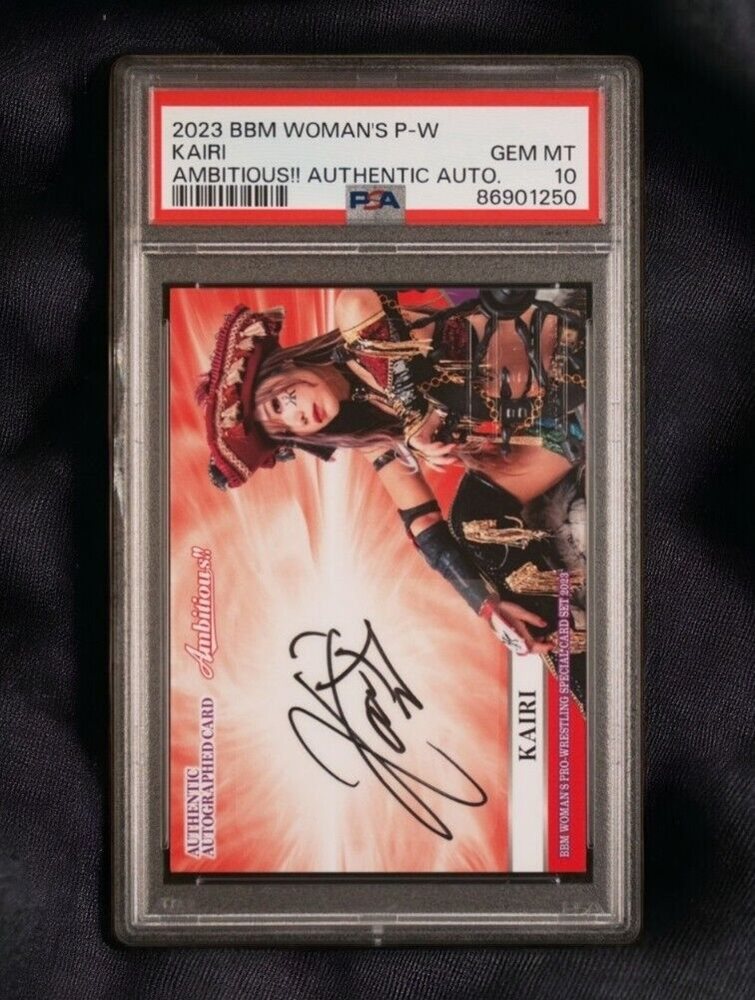 2023 BBM WOMAN'S P-W
KAIRI GEM MT
AMBITIOUS!! AUTHENTIC AUTO. 10
PSA 86901250
AUTHENTIC
AUTOGRAPHED CARD
Ambitious!!
KAIRI
BBM WOMAN'S PRO-WRESTLING SPECIAL CARD SET 2023
PSA